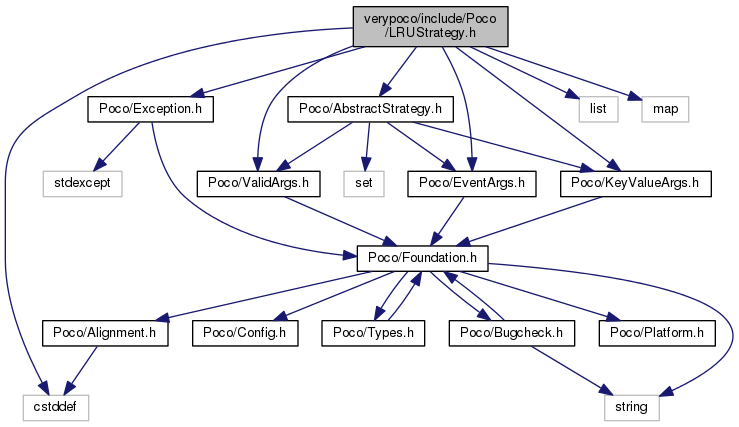 verypoco/include/Poco
/LRUStrategy.h
Poco/Exception.h
Poco/AbstractStrategy.h
list
map
stdexcept
Poco/ValidArgs.h
set
Poco/EventArgs.h
Poco/KeyValueArgs.h
Poco/Foundation.h
Poco/Alignment.h
Poco/Config.h
Poco/Types.h
Poco/Bugcheck.h
Poco/Platform.h
cstddef
string